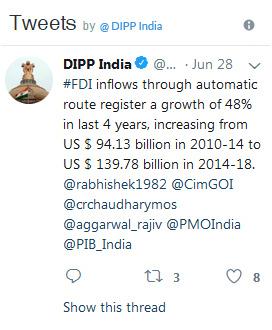 Tweets by @ DIPP India
DIPP India @... · Jun 28
#FDI inflows through automatic
route register a growth of 48%
in last 4 years, increasing from
US $ 94.13 billion in 2010-14 to
US $ 139.78 billion in 2014-18.
@rabhishek1982 @CimGOI
@crchaudharymos
@aggarwal_rajiv @PMOIndia
@PIB_India
3 8
Show this thread